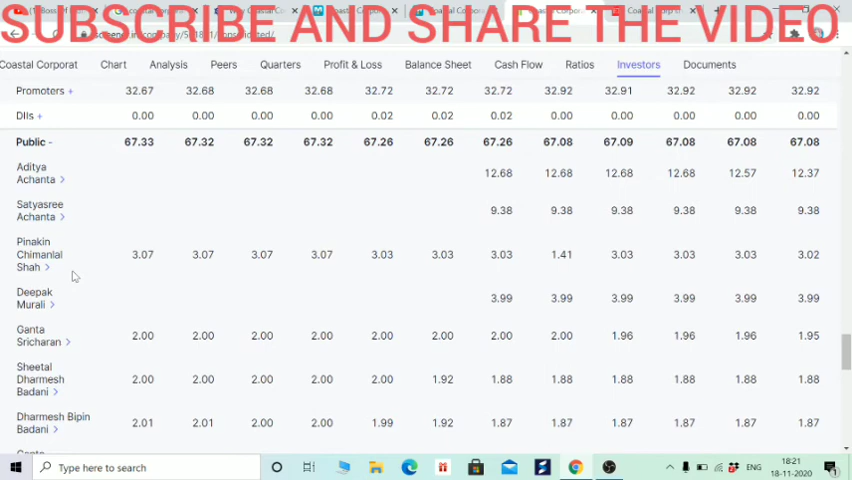 SUBSCRIBE AND SHARE THE VIDEO
Coastal Corporat Chart Analysis Peers Quarters Profit & Loss Balance Sheet Cash Flow Ratios Investors Documents
Promoters + 32.67 32.68 32.68 32.68 32.72 32.72 32.72 32.92 32.91 32.92 32.92 32.92
DIIs + 0.00 0.00 0.00 0.00 0.02 0.02 0.02 0.00 0.00 0.00 0.00 0.00
Public - 67.33 67.32 67.32 67.32 67.26 67.26 67.26 67.08 67.09 67.08 67.08 67.08
Aditya
Achanta > 12.68 12.68 12.68 12.68 12.57 12.37
Satyasree
Achanta > 9.38 9.38 9.38 9.38 9.38 9.38
Pinakin
Chimanlal 3.07 3.07 3.07 3.07 3.03 3.03 3.03 1.41 3.03 3.03 3.03 3.02
Shah >
Deepak
Murali > 3.99 3.99 3.99 3.99 3.99 3.99
Ganta
Sricharan > 2.00 2.00 2.00 2.00 2.00 2.00 2.00 2.00 1.96 1.96 1.96 1.95
Sheetal
Dharmesh 2.00 2.00 2.00 2.00 2.00 1.92 1.88 1.88 1.88 1.88 1.88 1.88
Badani >
Dharmesh Bipin 2.01 2.01 2.00 2.00 1.99 1.92 1.87 1.87 1.87 1.87 1.87 1.87
Badani >
Type here to search
ENG
18:21
18-11-2020